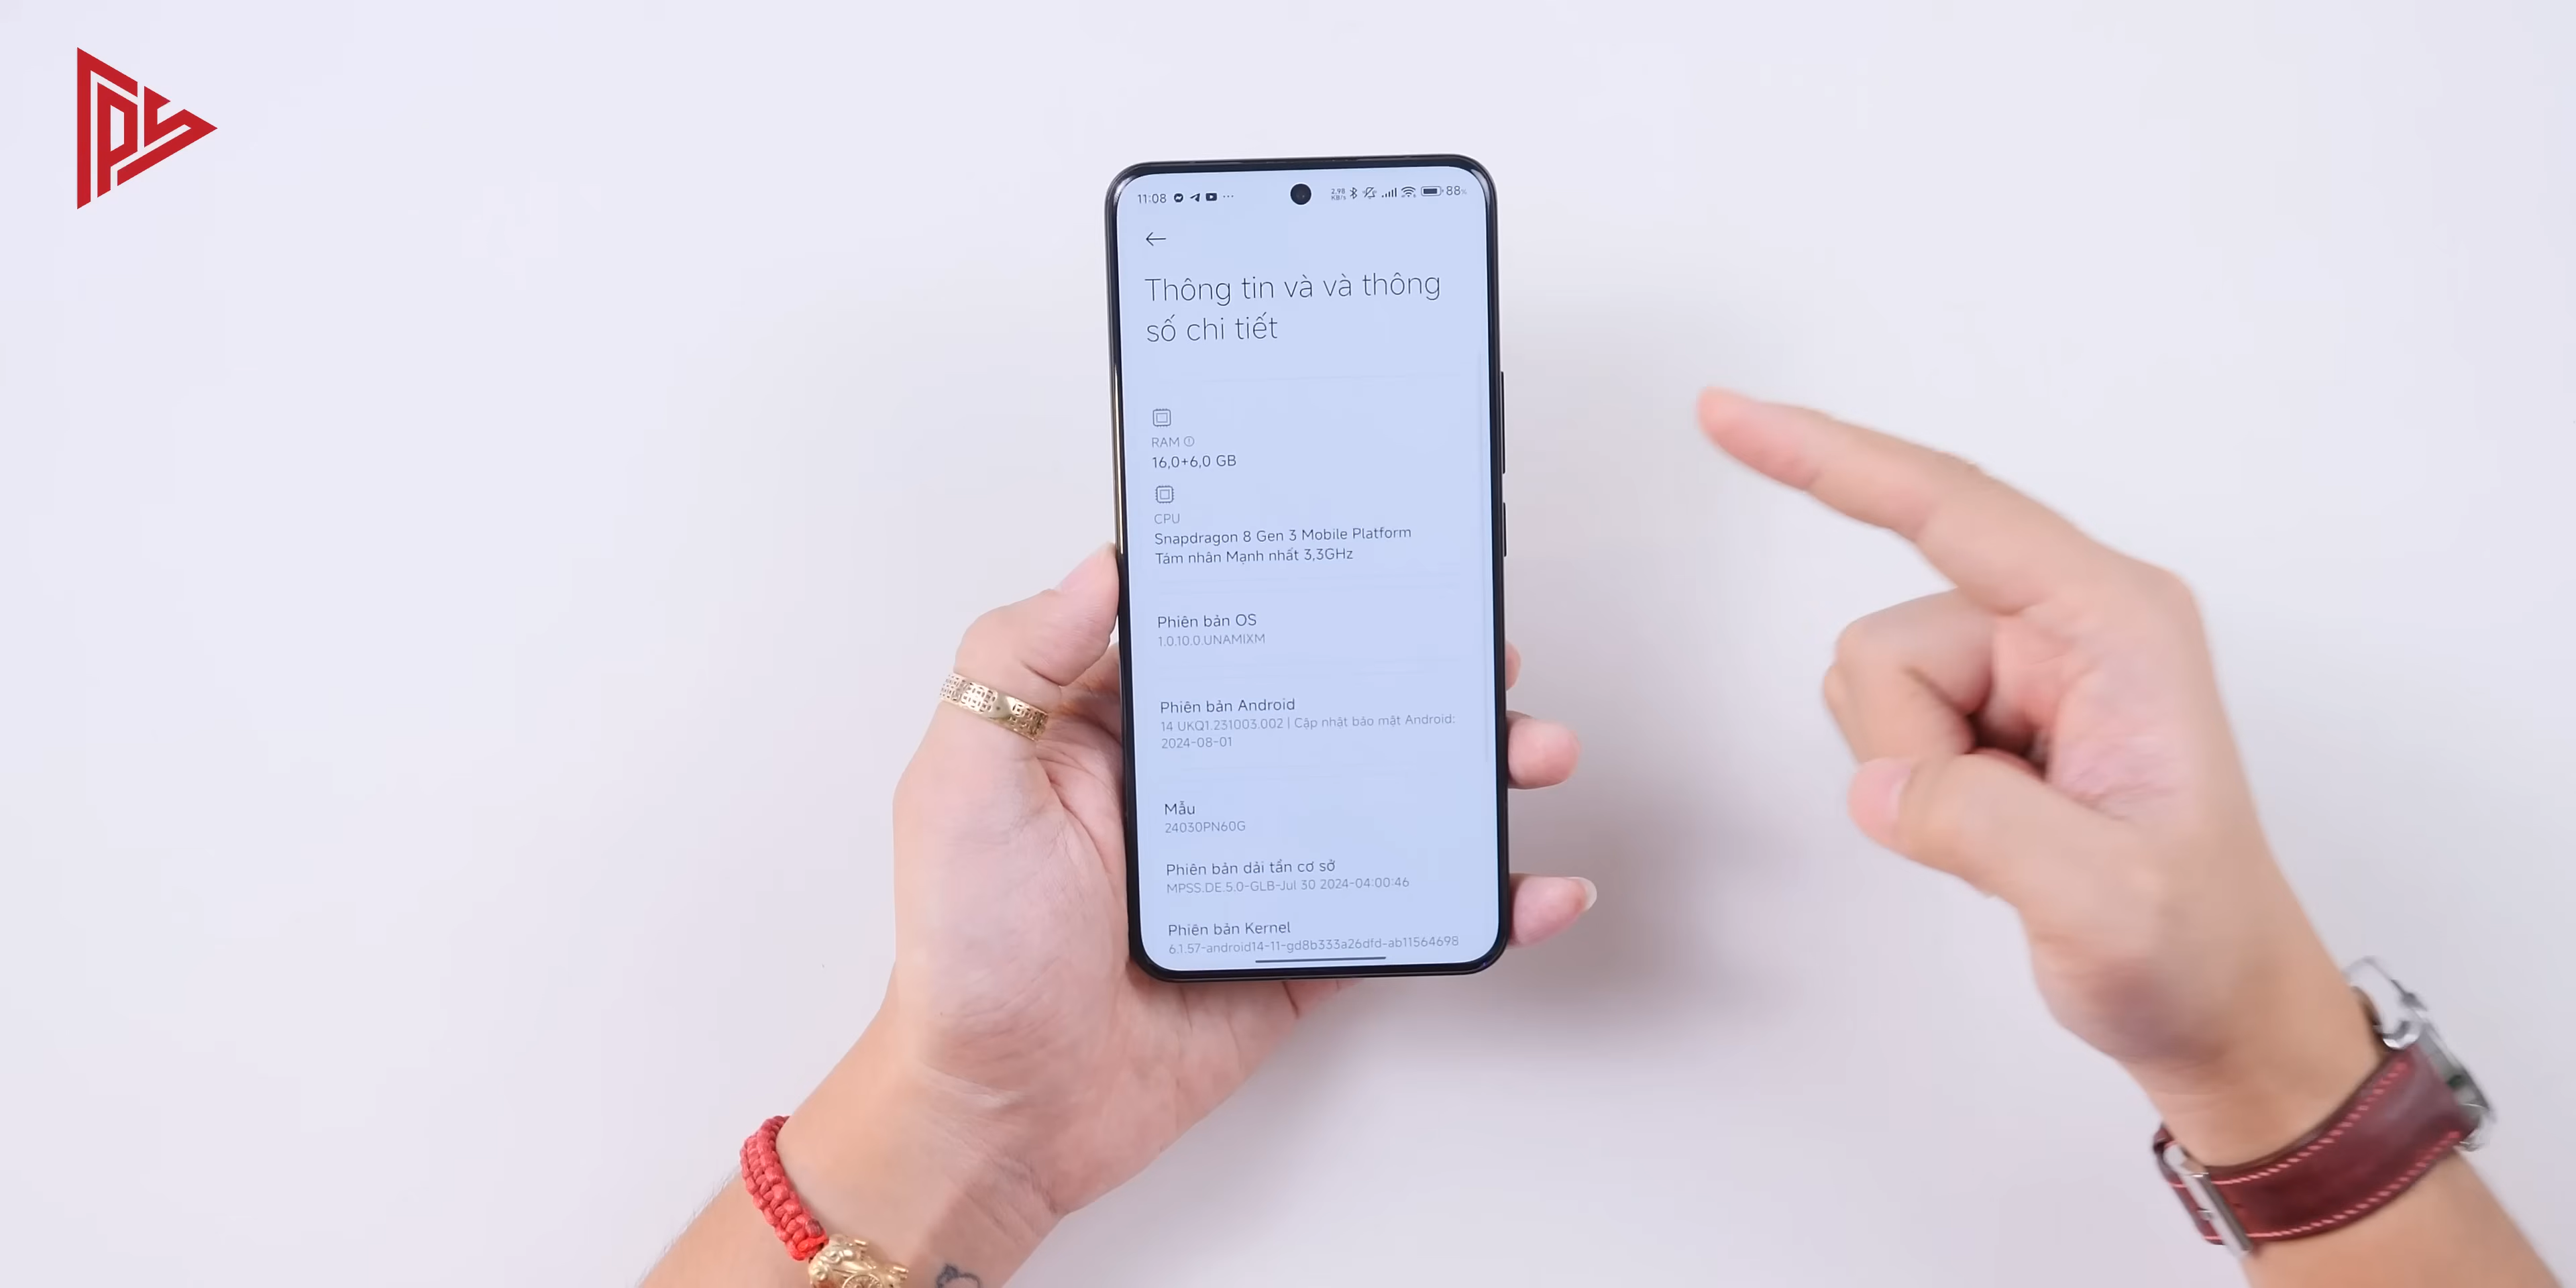 11:08
2,98
KB/s
88%
Thông tin và và thông
số chi tiết
RAM
16,0+6,0 GB
CPU
Snapdragon 8 Gen 3 Mobile Platform
Tám nhân Mạnh nhất 3,3GHz
Phiên bản OS
1.0.10.0.UNAMIXM
Phiên bản Android
14 UKQ1.231003.002 | Cập nhật bảo mật Android:
2024-08-01
Mẫu
24030PN60G
Phiên bản dải tần cơ sở
MPSS.DE.5.0-GLB-Jul 30 2024-04:00:46
Phiên bản Kernel
6.1.57-android14-11-gd8b333a26dfd-ab11564698